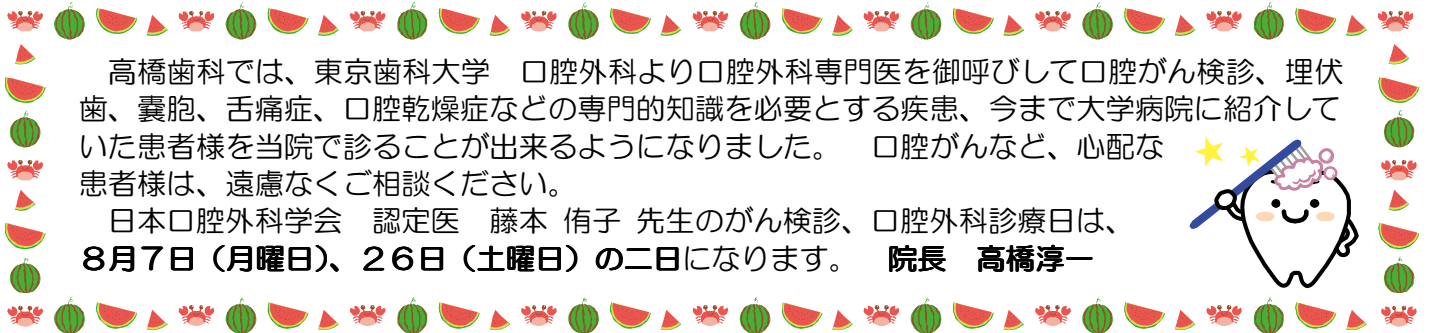 高橋歯科では、東京歯科大学　口腔外科より口腔外科専門医を御呼びして口腔がん検診、埋伏
歯、嚢胞、舌痛症、口腔乾燥症などの専門的知識を必要とする疾患、今まで大学病院に紹介して
いた患者様を当院で診ることが出来るようになりました。　口腔がんなど、心配な
患者様は、遠慮なくご相談ください。
　日本口腔外科学会　認定医　藤本 侑子 先生のがん検診、口腔外科診療日は、
８月７日（月曜日）、２６日（土曜日）の二日になります。　院長　高橋淳一